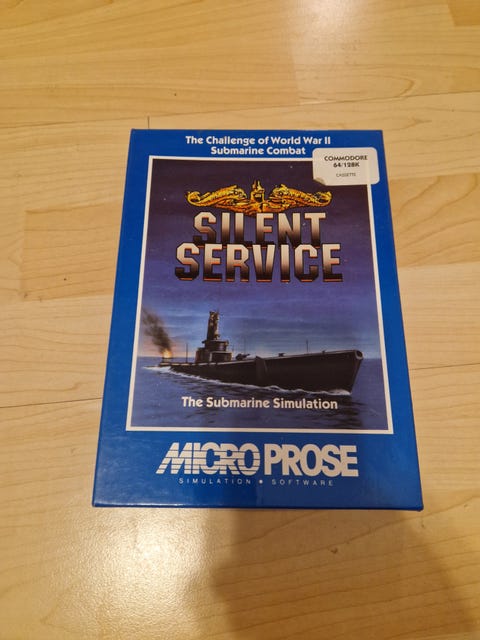 The Challenge of World War II
Submarine Combat
COMMODORE
64/128K
CASSETTE
SILENT
SERVICE
The Submarine Simulation
MICRO PROSE
SIMULATION • SOFTWARE